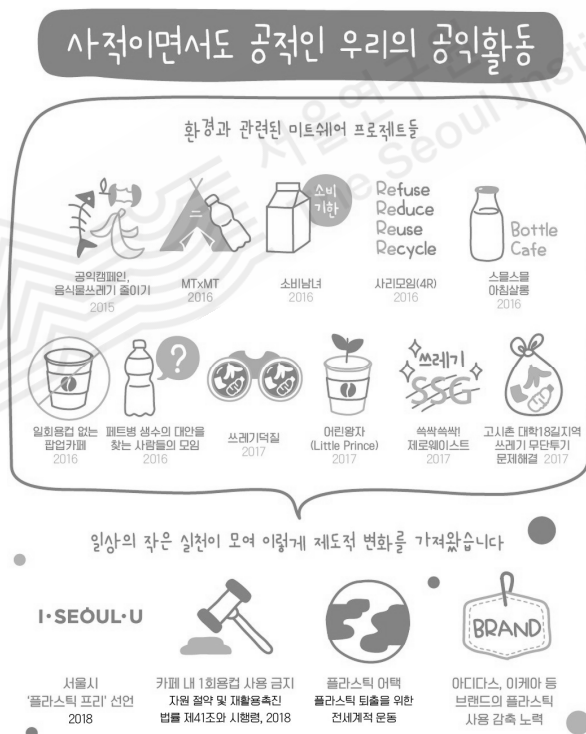 사적이면서도 공적인 우리의 공익활동
환경과 관련된 미트쉐어 프로젝트들
소비
기한
Refuse
Reduce
Reuse
Recycle
Bottle
Cafe
공익캠페인,
음식물쓰레기 줄이기
2015
MTxMT
2016
소비남녀
2016
사리모임(4R)
2016
스믈스믈
아침살롱
2016
?
쓰레기
SSG
일회용컵 없는
팝업카페
2016
페트병 생수의 대안을
찾는 사람들의 모임
2016
쓰레기덕질
2017
어린왕자
(Little Prince)
2017
쓱싹쓱싹!
제로웨이스트
2017
고시촌 대학18길지역
쓰레기 무단투기
문제해결 2017
일상의 작은 실천이 모여 이렇게 제도적 변화를 가져왔습니다
I·SEOUL·U
BRAND
서울시
'플라스틱 프리' 선언
2018
카페 내 1회용컵 사용 금지
자원 절약 및 재활용촉진
법률 제41조와 시행령, 2018
플라스틱 어택
플라스틱 퇴출을 위한
전세계적 운동
아디다스, 이케아 등
브랜드의 플라스틱
사용 감축 노력
서울연구원
The Seoul Insti